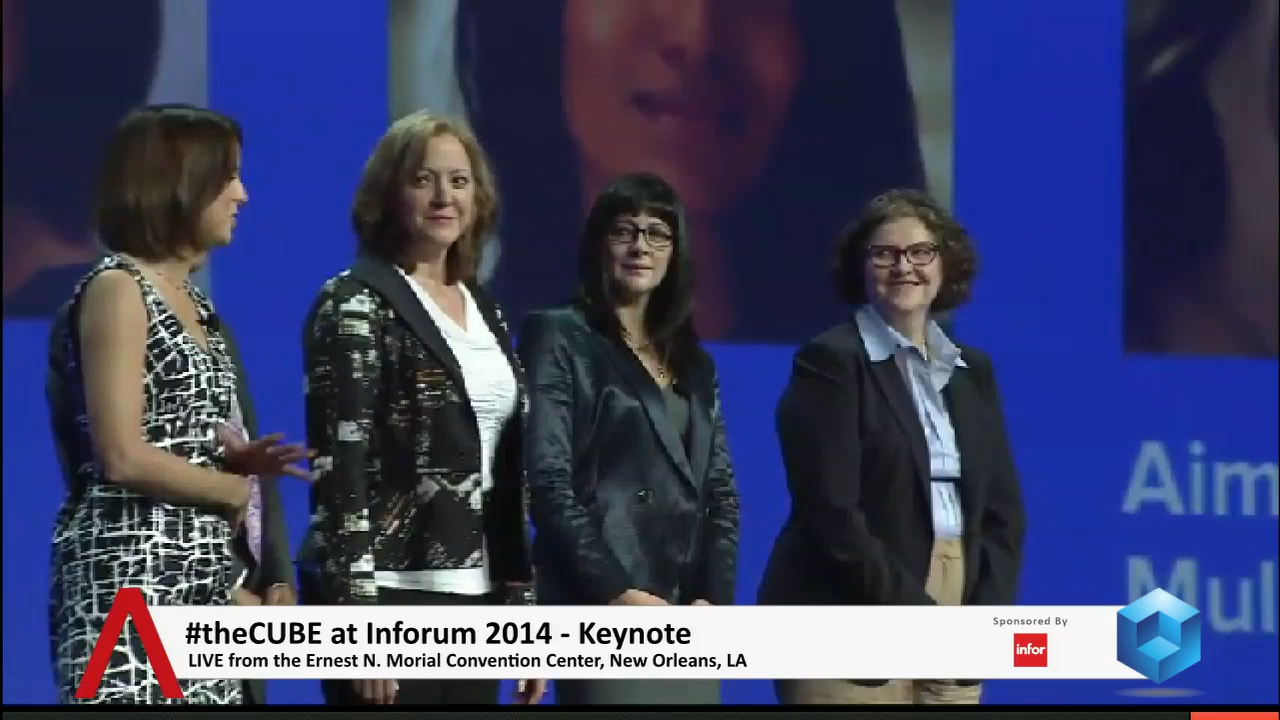 Aim
Mul
#theCUBE at Inforum 2014 - Keynote
LIVE from the Ernest N. Morial Convention Center, New Orleans, LA
Sponsored By
infor